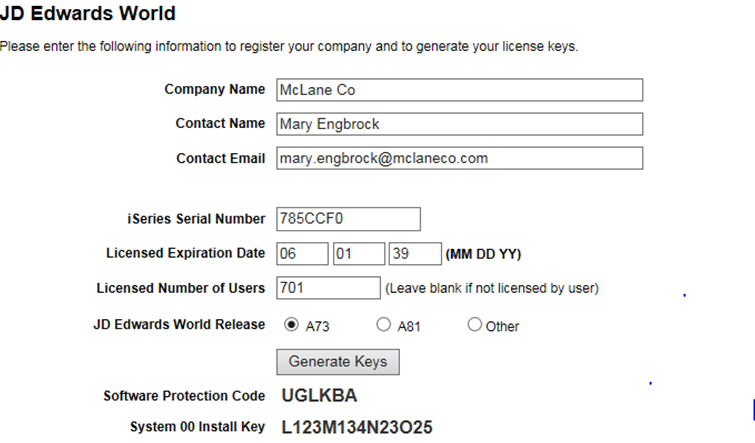 JD Edwards World
Please enter the following information to register your company and to generate your license keys.
Company Name McLane Co
Contact Name Mary Engbrock
Contact Email mary.engbrock@mclaneco.com
iSeries Serial Number 785CCF0
Licensed Expiration Date 06 01 39 (MM DD YY)
Licensed Number of Users 701 (Leave blank if not licensed by user)
JD Edwards World Release A73 A81 Other
Generate Keys
Software Protection Code UGLKBA
System 00 Install Key L123M134N23O25